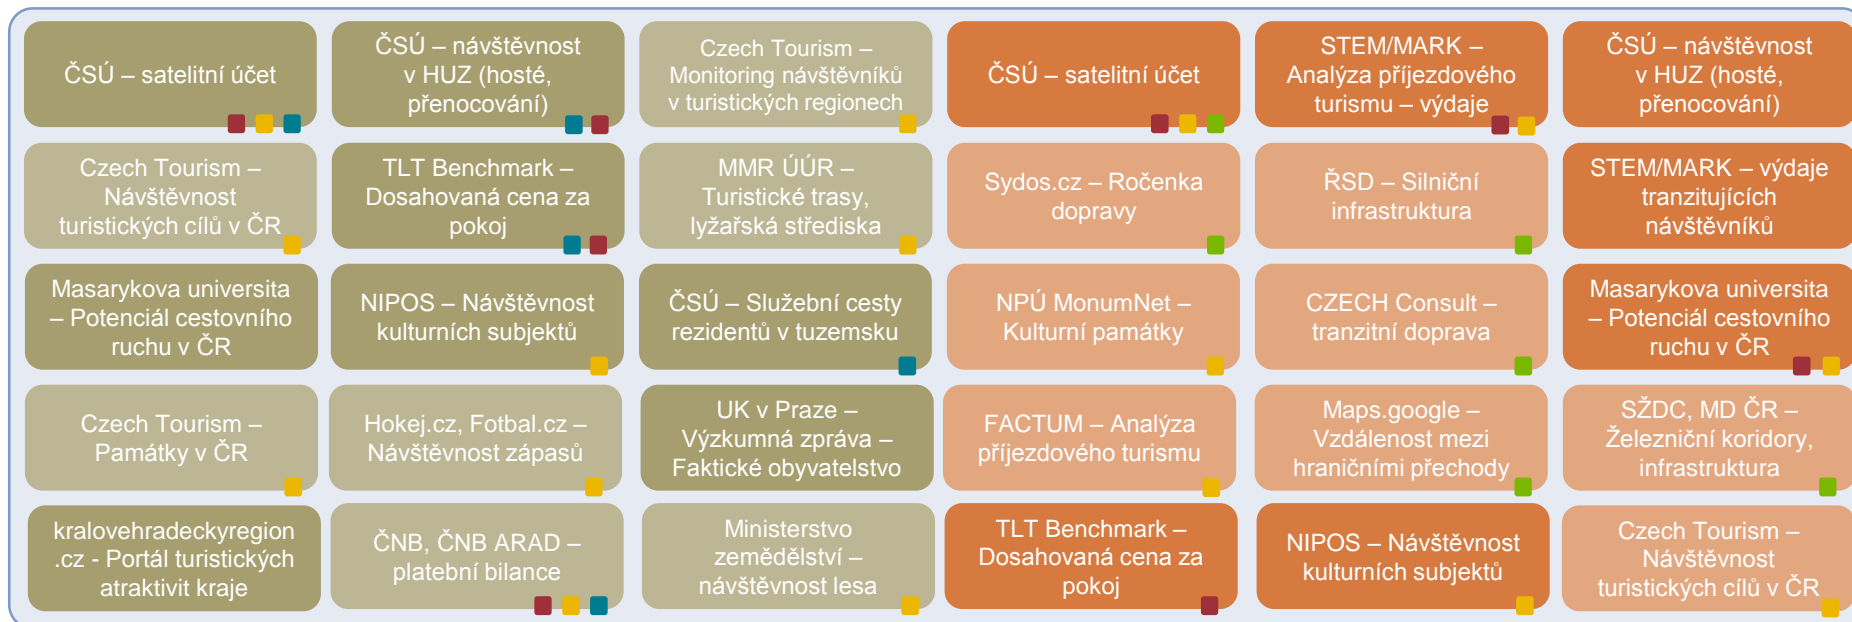 ČSÚ – satelitní účet
ČSÚ – návštěvnost
v HUZ (hosté,
přenocování)
Czech Tourism –
Monitoring návštěvníků
v turistických regionech
ČSÚ – satelitní účet
STEM/MARK –
Analýza příjezdového
turismu – výdaje
ČSÚ – návštěvnost
v HUZ (hosté,
přenocování)
Czech Tourism –
Návštěvnost
turistických cílů v ČR
TLT Benchmark –
Dosahovaná cena za
pokoj
MMR ÚÚR –
Turistické trasy,
lyžařská střediska
Sydos.cz – Ročenka
dopravy
ŘSD – Silniční
infrastruktura
STEM/MARK – výdaje
tranzitujících
návštěvníků
Masarykova universita
– Potenciál cestovního
ruchu v ČR
NIPOS – Návštěvnost
kulturních subjektů
ČSÚ – Služební cesty
rezidentů v tuzemsku
NPÚ MonumNet –
Kulturní památky
CZECH Consult –
tranzitní doprava
Masarykova universita
– Potenciál cestovního
ruchu v ČR
Czech Tourism –
Památky v ČR
Hokej.cz, Fotbal.cz –
Návštěvnost zápasů
UK v Praze –
Výzkumná zpráva –
Faktické obyvatelstvo
FACTUM – Analýza
příjezdového turismu
Maps.google –
Vzdálenost mezi
hraničními přechody
SŽDC, MD ČR –
Železniční koridory,
infrastruktura
kralovehradeckyregion
.cz - Portál turistických
atraktivit kraje
ČNB, ČNB ARAD –
platební bilance
Ministerstvo
zemědělství –
návštěvnost lesa
TLT Benchmark –
Dosahovaná cena za
pokoj
NIPOS – Návštěvnost
kulturních subjektů
Czech Tourism –
Návštěvnost
turistických cílů v ČR